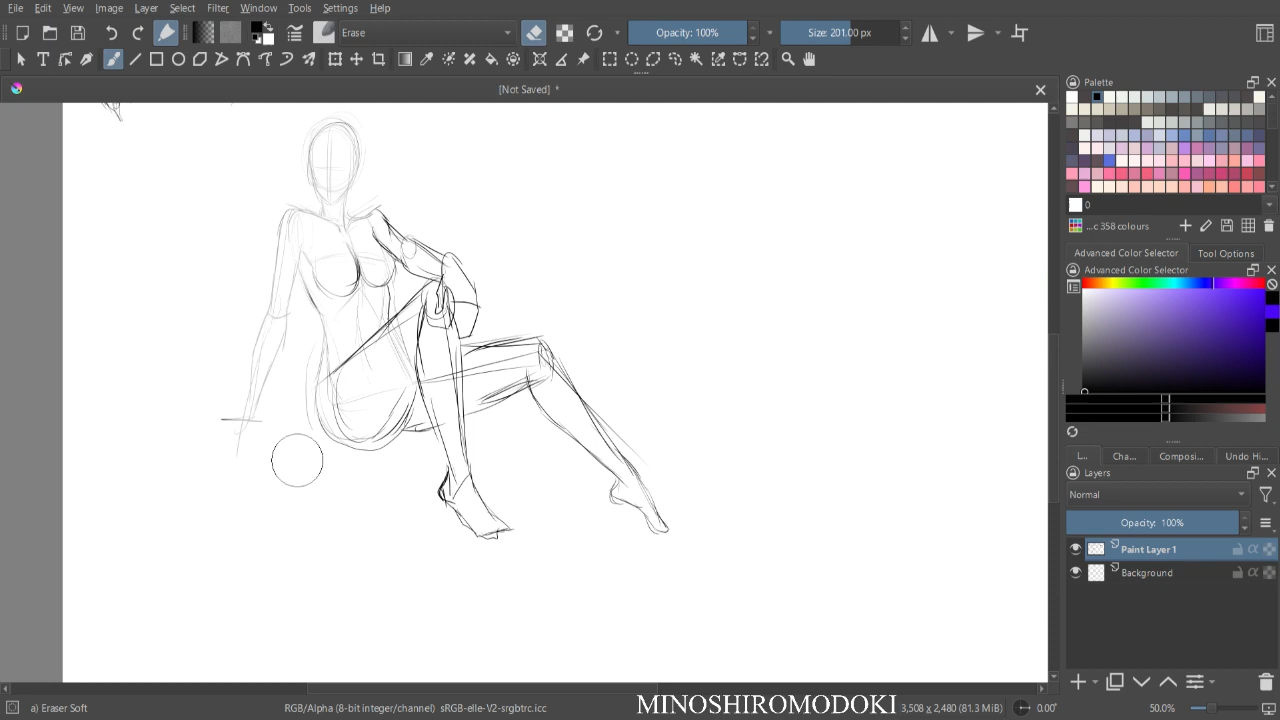 File Edit View Image Layer Select Filter Window Tools Settings Help
Erase Opacity: 100% Size: 201.00 px
[Not Saved] *
Palette
0
...c 358 colours
Advanced Color Selector Tool Options
Advanced Color Selector
L... Cha... Composi... Undo Hi...
Layers
Normal
Opacity: 100%
Paint Layer 1
Background
a) Eraser Soft RGB/Alpha (8-bit integer/channel) sRGB-elle-V2-srgbtrc.icc MINOSHIROMODOKI 3,508 x 2,480 (81.3 MiB) 0.00° 50.0%